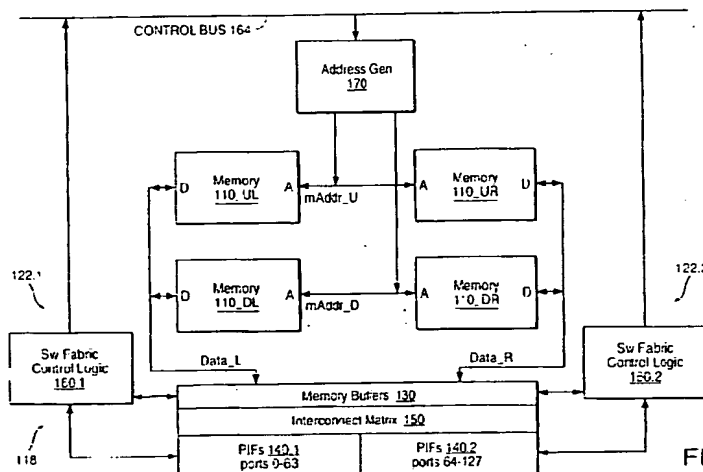 CONTROL BUS 164
Address Gen
170
D Memory A
110_UL
mAddr_U
A Memory D
110_UR
D Memory A
110_DL
mAddr_D
A Memory D
110_DR
122.1
122.2
Sw Fabric
Control Logic
160.1
Data_L
Data_R
Sw Fabric
Control Logic
160.2
Memory Buffers 130
Interconnect Matrix 150
118
PIFs 140.1
ports 0-63
PIFs 140.2
ports 64-127